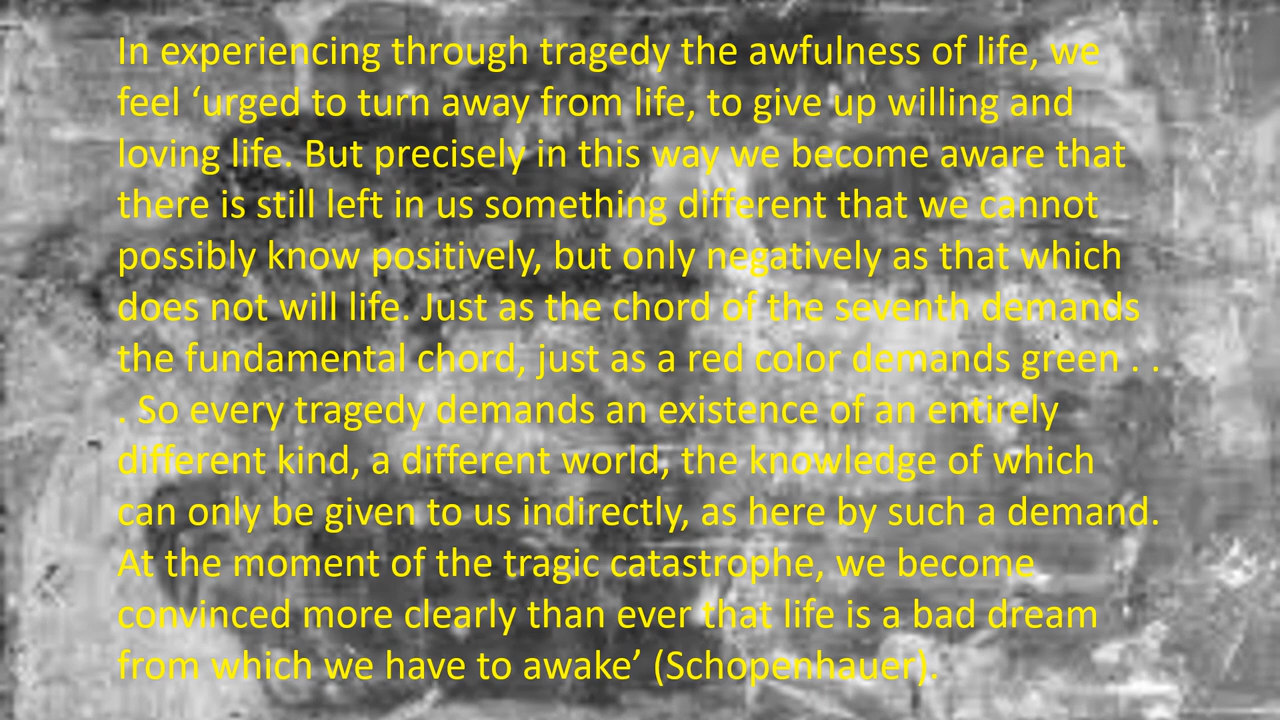 In experiencing through tragedy the awfulness of life, we
feel ‘urged to turn away from life, to give up willing and
loving life. But precisely in this way we become aware that
there is still left in us something different that we cannot
possibly know positively, but only negatively as that which
does not will life. Just as the chord of the seventh demands
the fundamental chord, just as a red color demands green . .
. So every tragedy demands an existence of an entirely
different kind, a different world, the knowledge of which
can only be given to us indirectly, as here by such a demand.
At the moment of the tragic catastrophe, we become
convinced more clearly than ever that life is a bad dream
from which we have to awake’ (Schopenhauer).